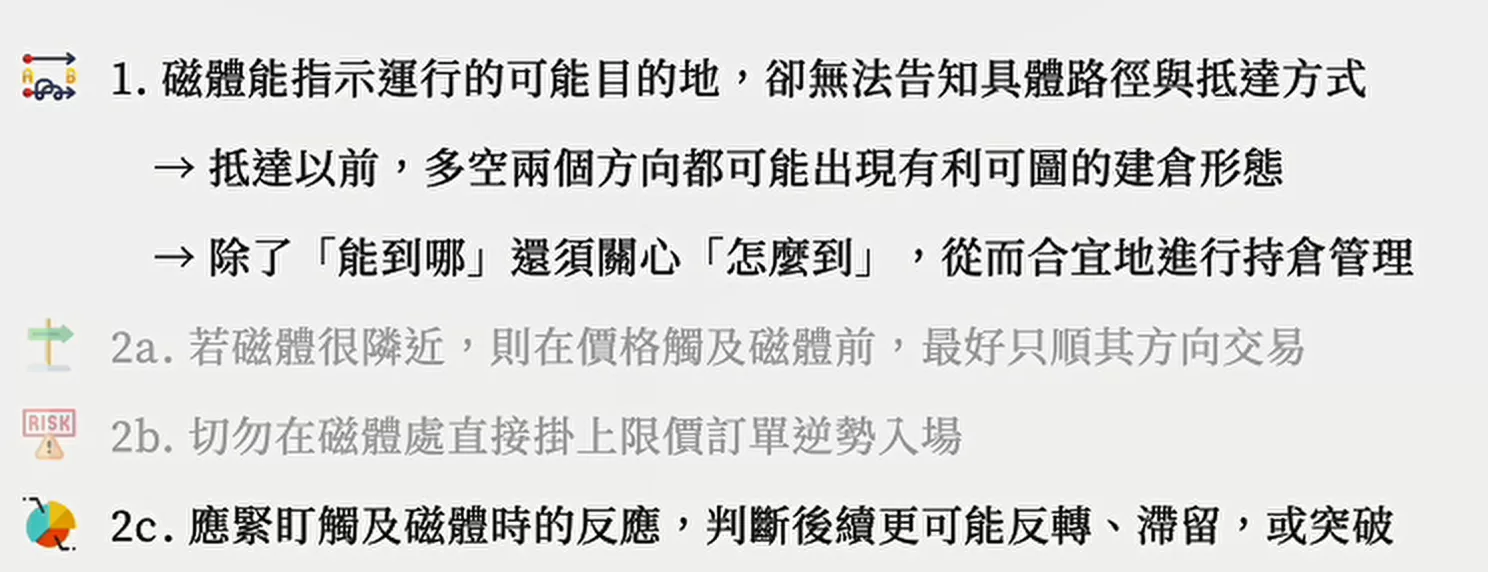 A B
1. 磁體能指示運行的可能目的地，卻無法告知具體路徑與抵達方式
→ 抵達以前，多空兩個方向都可能出現有利可圖的建倉形態
→ 除了「能到哪」還須關心「怎麼到」，從而合宜地進行持倉管理
2a. 若磁體很隣近，則在價格觸及磁體前，最好只順其方向交易
RISK
2b. 切勿在磁體處直接掛上限價訂單逆勢入場
2c. 應緊盯觸及磁體時的反應，判斷後續更可能反轉、滯留，或突破